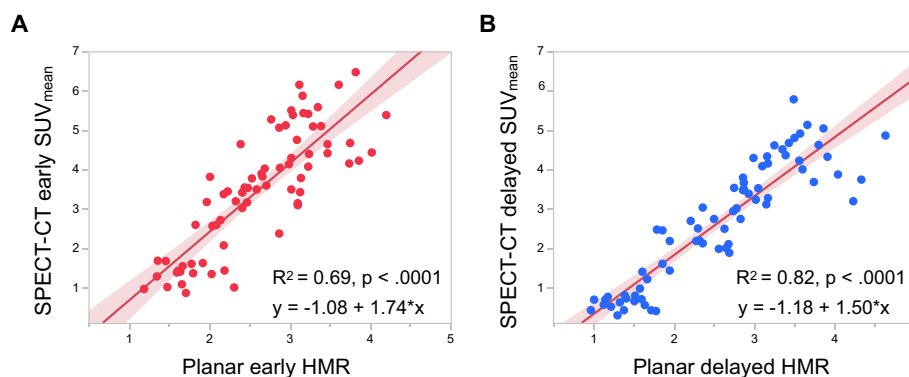 A
SPECT-CT early SUVmean
7
6
5
4
3
2
1
R² = 0.69, p < .0001
y = -1.08 + 1.74*x
1 2 3 4 5
Planar early HMR
B
SPECT-CT delayed SUVmean
7
6
5
4
3
2
1
R² = 0.82, p < .0001
y = -1.18 + 1.50*x
1 2 3 4
Planar delayed HMR